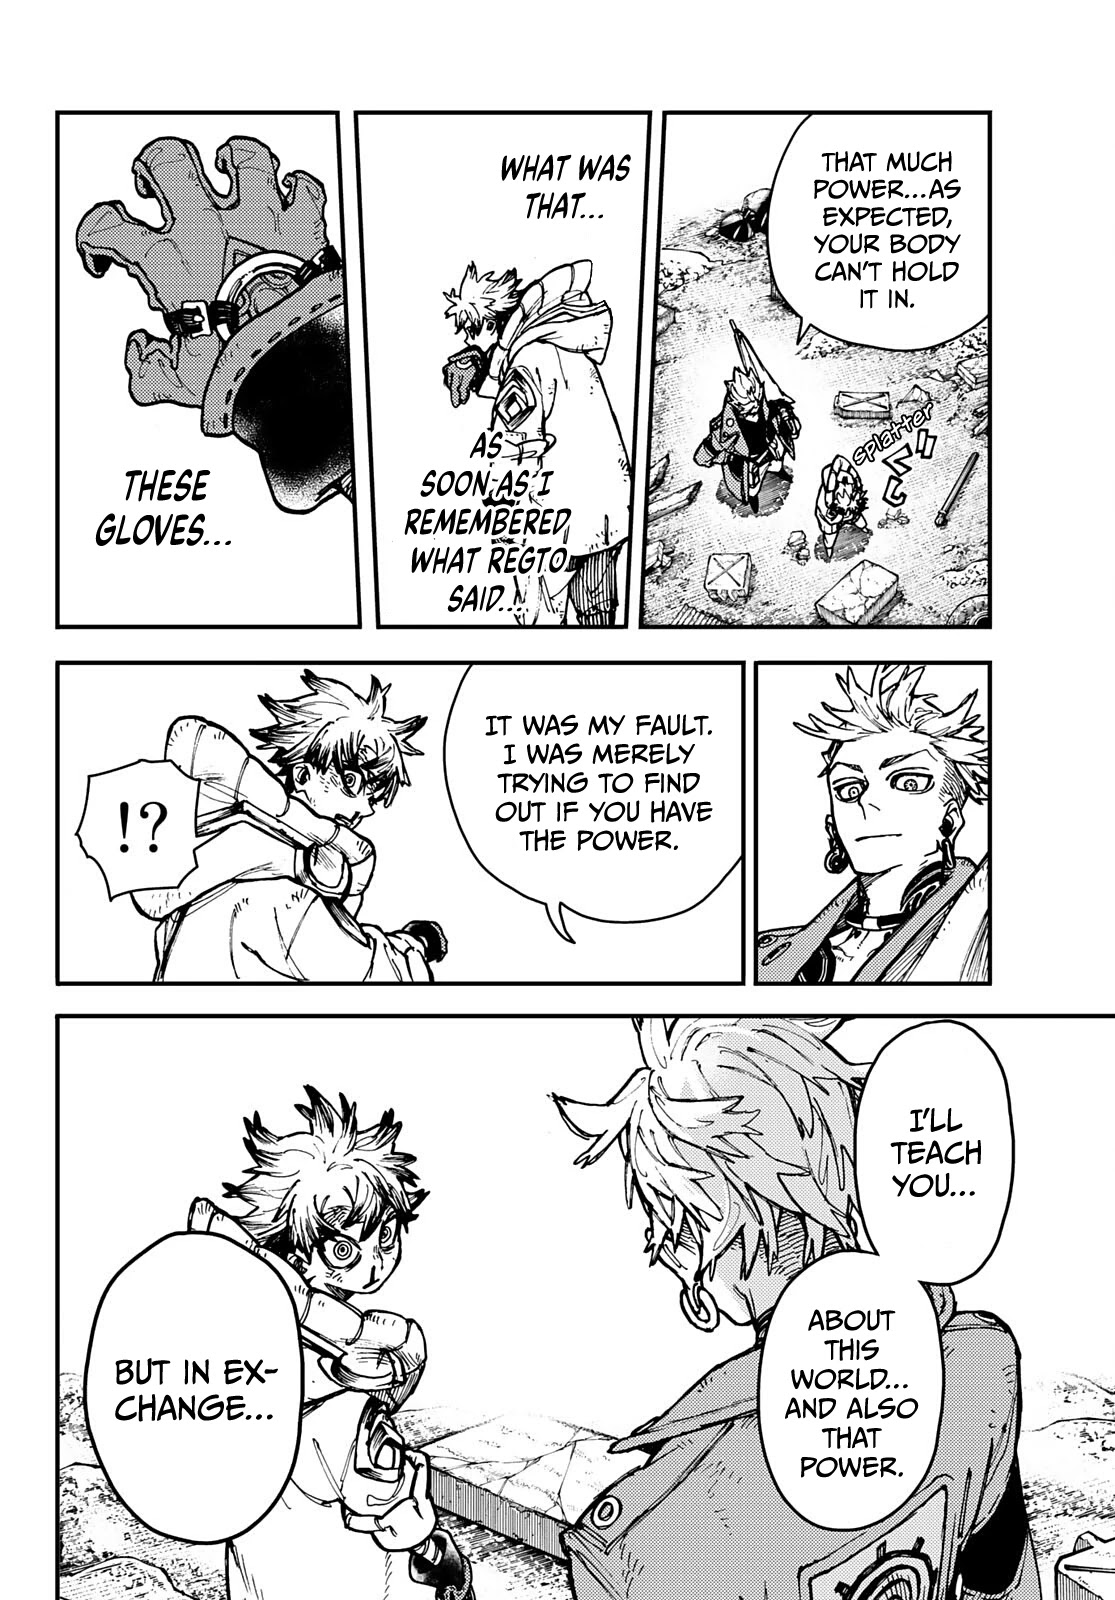 THAT MUCH
POWER...AS
EXPECTED,
YOUR BODY
CAN'T HOLD
IT IN.
splatter
WHAT WAS
THAT...
AS
SOON AS I
REMEMBERED
WHAT REGTO
SAID...
THESE
GLOVES...
IT WAS MY FAULT.
I WAS MERELY
TRYING TO FIND
OUT IF YOU HAVE
THE POWER.
!?
I'LL
TEACH
YOU...
ABOUT
THIS
WORLD...
AND ALSO
THAT
POWER.
BUT IN EX-
CHANGE...